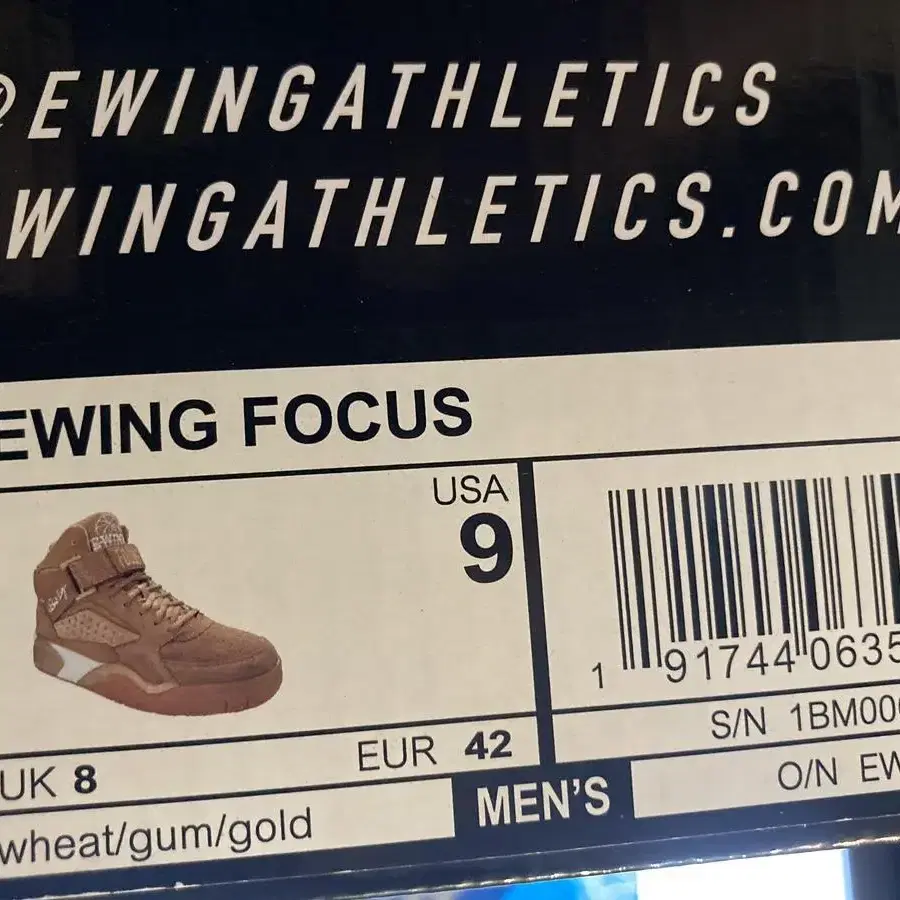 @EWINGATHLETICS
WINGATHLETICS.COM
EWING FOCUS
USA
9
1 91744 0635
S/N 1BM00
UK 8
EUR 42
O/N EW
wheat/gum/gold
MEN'S